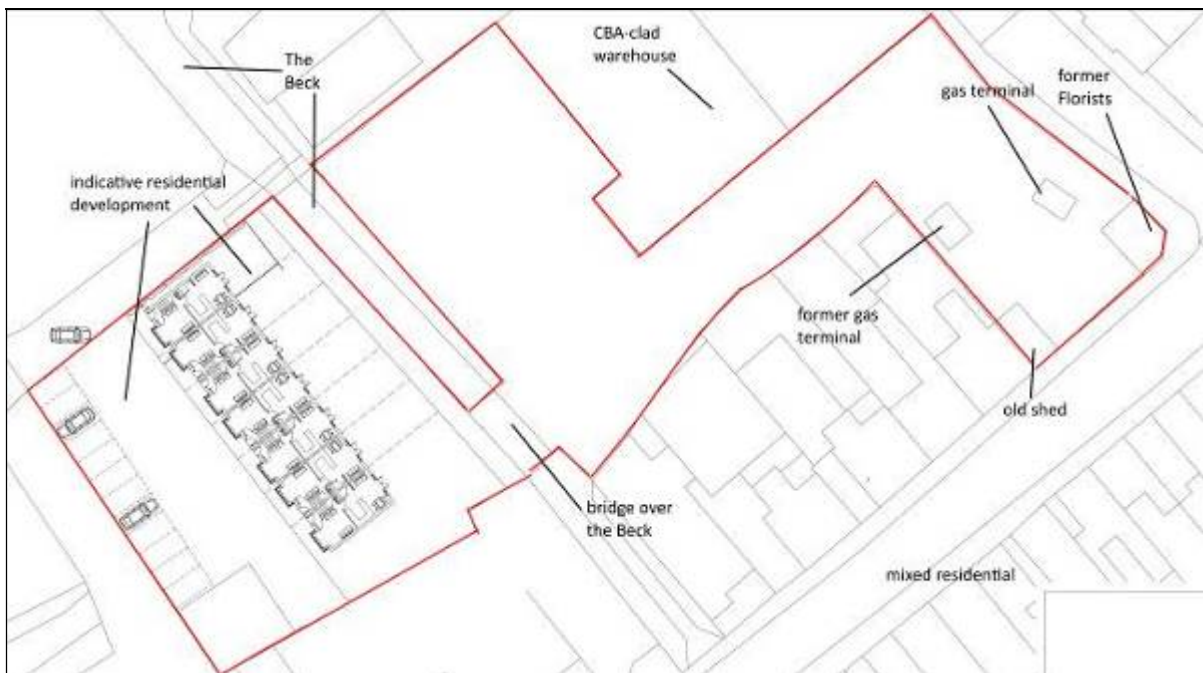 The
Beck
CBA-clad
warehouse
gas terminal
former
Florists
indicative residential
development
former gas
terminal
old shed
bridge over
the Beck
mixed residential